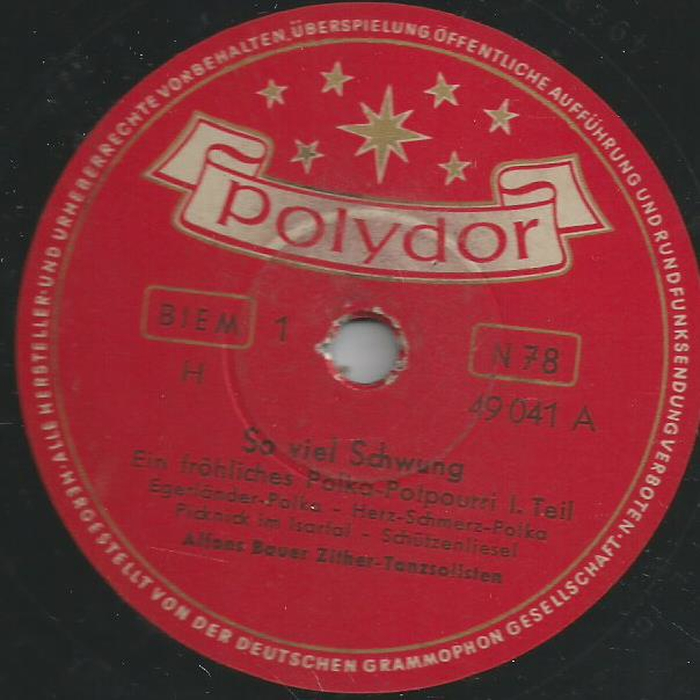 ALLE HERSTELLER- UND URHEBERRECHTE VORBEHALTEN, ÜBERSPIELUNG, ÖFFENTLICHE AUFFÜHRUNG UND RUNDFUNKSENDUNG VERBOTEN
polydor
BIEM 1 N 78
H 49 041 A
So viel Schwung
Ein fröhliches Polka-Potpourri I. Teil
Egerländer-Polka - Herz-Schmerz-Polka
Picknick im Isartal - Schützenliesel
Alfons Bauer Zither-Tanzsolisten
HERGESTELLT VON DER DEUTSCHEN GRAMMOPHON GESELLSCHAFT